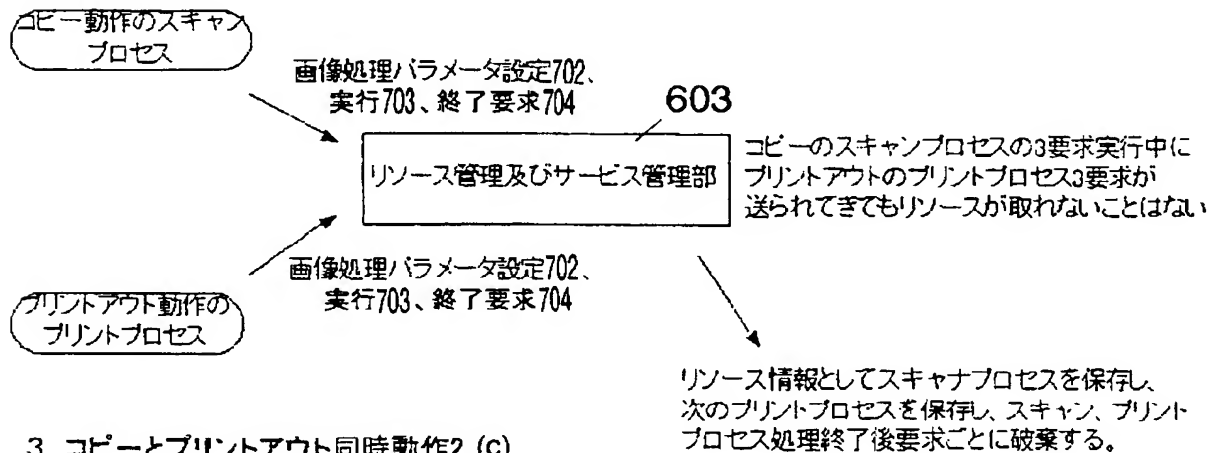 コピー動作のスキャン
プロセス
画像処理パラメータ設定702、
実行703、終了要求704
603
リソース管理及びサービス管理部
コピーのスキャンプロセスの3要求実行中に
プリントアウトのプリントプロセス3要求が
送られてきてもリソースが取れないことはない
画像処理パラメータ設定702、
実行703、終了要求704
プリントアウト動作の
プリントプロセス
リソース情報としてスキャナプロセスを保存し、
次のプリントプロセスを保存し、スキャン、プリント
プロセス処理終了後要求ごとに破棄する。
3 コピーとプリントアウト同時動作2 (c)